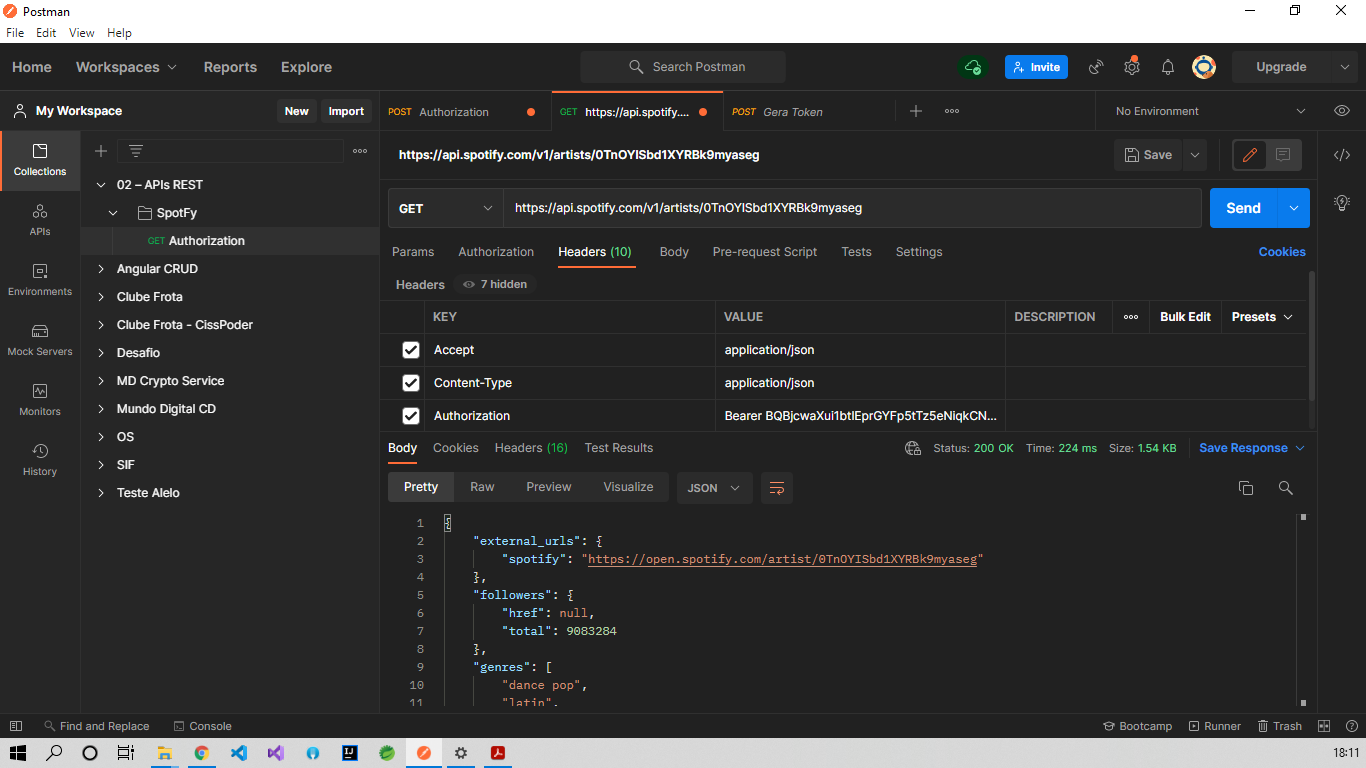 Postman
File Edit View Help
Home Workspaces Reports Explore Search Postman Invite Upgrade
My Workspace New Import
POST Authorization GET https://api.spotify.... POST Gera Token No Environment
https://api.spotify.com/v1/artists/0TnOYISbd1XYRBk9myaseg Save
Collections
APIs
Environments
Mock Servers
Monitors
History
02 – APIs REST
SpotFy
GET Authorization
Angular CRUD
Clube Frota
Clube Frota - CissPoder
Desafio
MD Crypto Service
Mundo Digital CD
OS
SIF
Teste Alelo
GET https://api.spotify.com/v1/artists/0TnOYISbd1XYRBk9myaseg Send
Params Authorization Headers (10) Body Pre-request Script Tests Settings Cookies
Headers 7 hidden
KEY VALUE DESCRIPTION Bulk Edit Presets
Accept application/json
Content-Type application/json
Authorization Bearer BQBjcwaXui1btlEprGYFp5tTz5eNiqkCN...
Body Cookies Headers (16) Test Results Status: 200 OK Time: 224 ms Size: 1.54 KB Save Response
Pretty Raw Preview Visualize JSON
1 {
2 "external_urls": {
3 "spotify": "https://open.spotify.com/artist/0TnOYISbd1XYRBk9myaseg"
4 },
5 "followers": {
6 "href": null,
7 "total": 9083284
8 },
9 "genres": [
10 "dance pop",
11 "latin",
Find and Replace Console Bootcamp Runner Trash
18:11